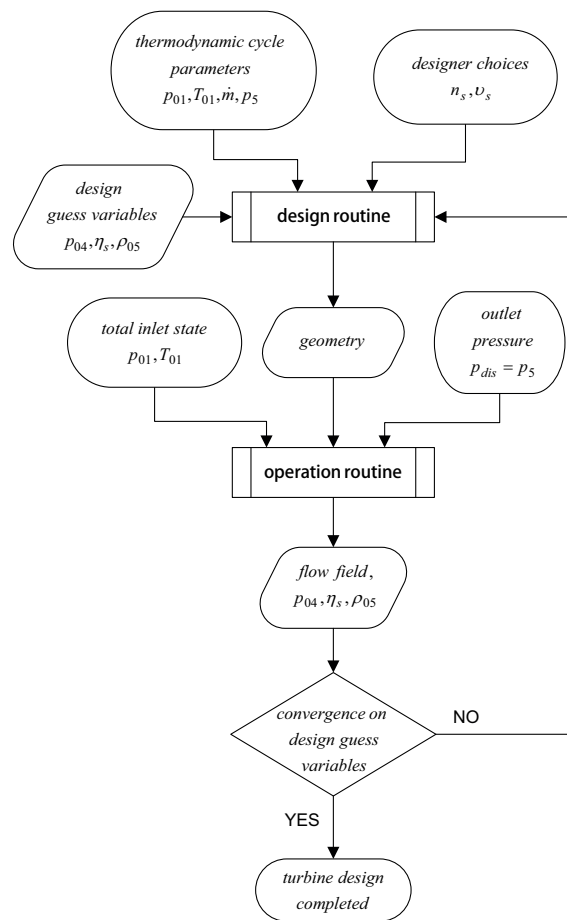 thermodynamic cycle
parameters
p₀₁,T₀₁,ṁ,p₅
designer choices
nₛ,υₛ
design
guess variables
p₀₄,ηₛ,ρ₀₅
design routine
total inlet state
p₀₁,T₀₁
geometry
outlet
pressure
p_dis = p₅
operation routine
flow field,
p₀₄,ηₛ,ρ₀₅
convergence on
design guess
variables
NO
YES
turbine design
completed